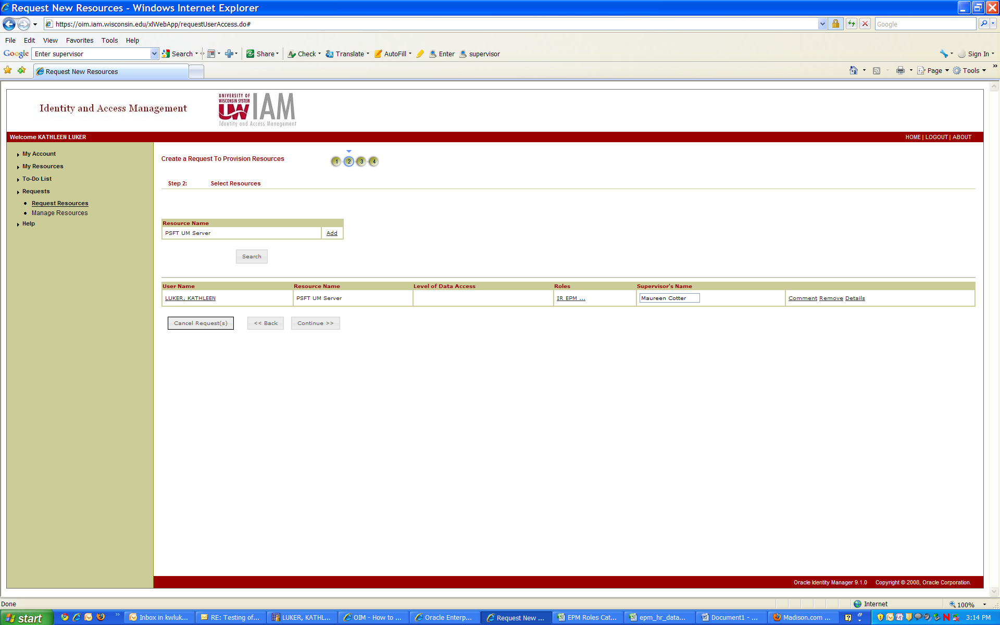 Request New Resources - Windows Internet Explorer
https://oim.iam.wisconsin.edu/xlWebApp/requestUserAccess.do#
Google
File Edit View Favorites Tools Help
Google Enter supervisor Search Share Check Translate AutoFill Enter supervisor Sign In
Request New Resources
Page Tools »
Identity and Access Management
UNIVERSITY OF
WISCONSIN SYSTEM
UW IAM
Identity and Access Management
Welcome KATHLEEN LUKER
HOME | LOGOUT | ABOUT
My Account
My Resources
To-Do List
Requests
Request Resources
Manage Resources
Help
Create a Request To Provision Resources
1 2 3 4
Step 2: Select Resources
Resource Name
PSFT UM Server Add
Search
User Name Resource Name Level of Data Access Roles Supervisor's Name
LUKER, KATHLEEN PSFT UM Server IR EPM ... Maureen Cotter Comment Remove Details
Cancel Request(s) << Back Continue >>
Oracle Identity Manager 9.1.0 Copyright © 2008, Oracle Corporation.
Done
Internet
100%
start
»
Inbox in kwluk...
RE: Testing of...
LUKER, KATHL...
OIM - How to ...
Oracle Enterp...
Request New ...
EPM Roles Cat...
epm_hr_data...
Document1 - ...
Madison.com ...
3:14 PM